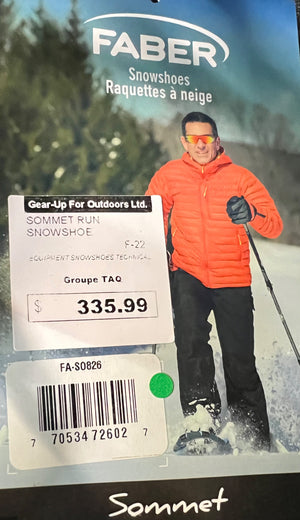 FABER
Snowshoes
Raquettes à neige
Gear-Up For Outdoors Ltd.
SOMMET RUN
SNOWSHOE
F-22
EQUIPMENT SNOWSHOES TECHNICAL
Groupe TAQ
$ 335.99
FA-SO826
7 70534 72602 7
Sommet